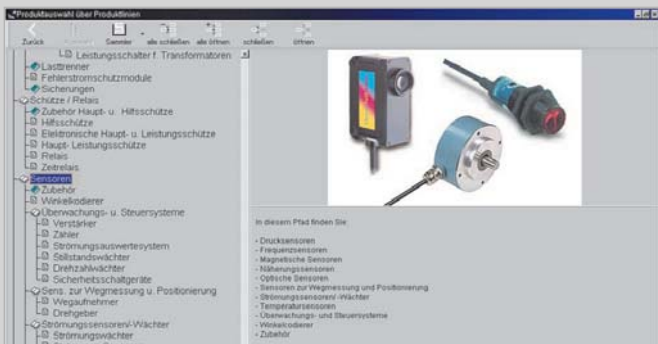 Produktauswahl über Produktlinien
Zurück Sammler alle schließen alle öffnen schließen öffnen
Leistungsschalter f. Transformatoren
Lasttrenner
Fehlerstromschutzmodule
Sicherungen
Schütze / Relais
Zubehör Haupt- u. Hilfsschütze
Hilfsschütze
Elektronische Haupt- u. Leistungsschütze
Haupt- Leistungsschütze
Relais
Zeitrelais
Sensoren
Zubehör
Winkelkodierer
Überwachungs- u. Steuersysteme
Verstärker
Zähler
Strömungsauswertesystem
Stillstandswächter
Drehzahlwächter
Sicherheitsschaltgeräte
Sens. zur Wegmessung u. Positionierung
Wegaufnehmer
Drehgeber
Strömungssensoren/-Wächter
Strömungswächter
In diesem Pfad finden Sie:
- Drucksensoren
- Frequenzsensoren
- Magnetische Sensoren
- Näherungssensoren
- Optische Sensoren
- Sensoren zur Wegmessung und Positionierung
- Strömungssensoren/-Wächter
- Temperatursensoren
- Überwachungs- und Steuersysteme
- Winkelkodierer
- Zubehör